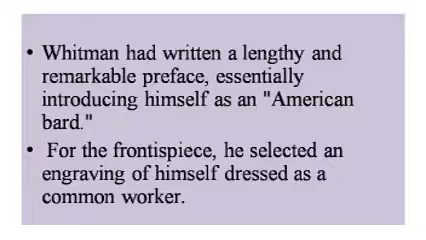 • Whitman had written a lengthy and
remarkable preface, essentially
introducing himself as an "American
bard."
• For the frontispiece, he selected an
engraving of himself dressed as a
common worker.